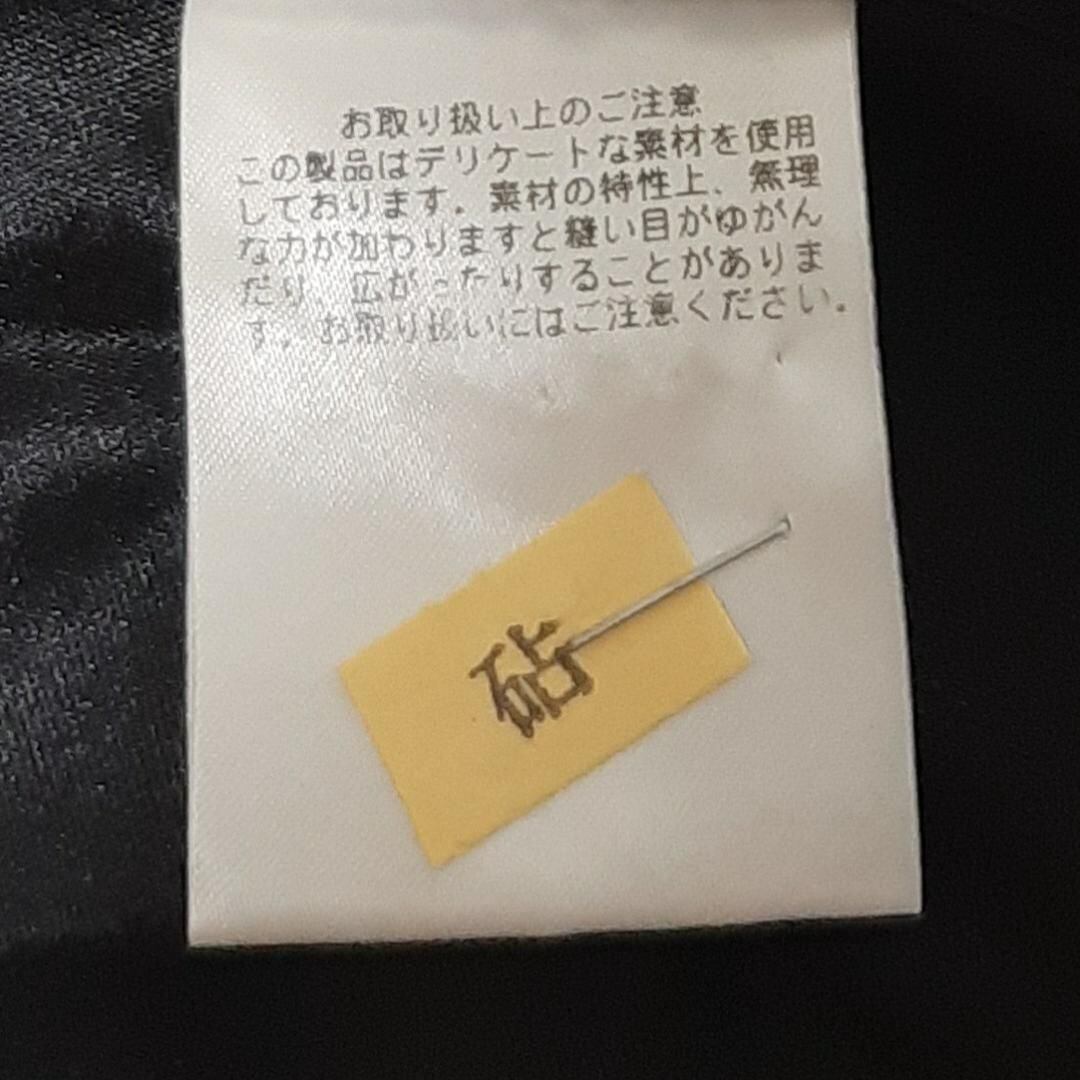 お取り扱い上のご注意
この製品はデリケートな素材を使用
しております．素材の特性上、無理
な力が加わりますと縫い目がゆがん
だり、広がったりすることがありま
す．お取り扱いにはご注意ください．
砧